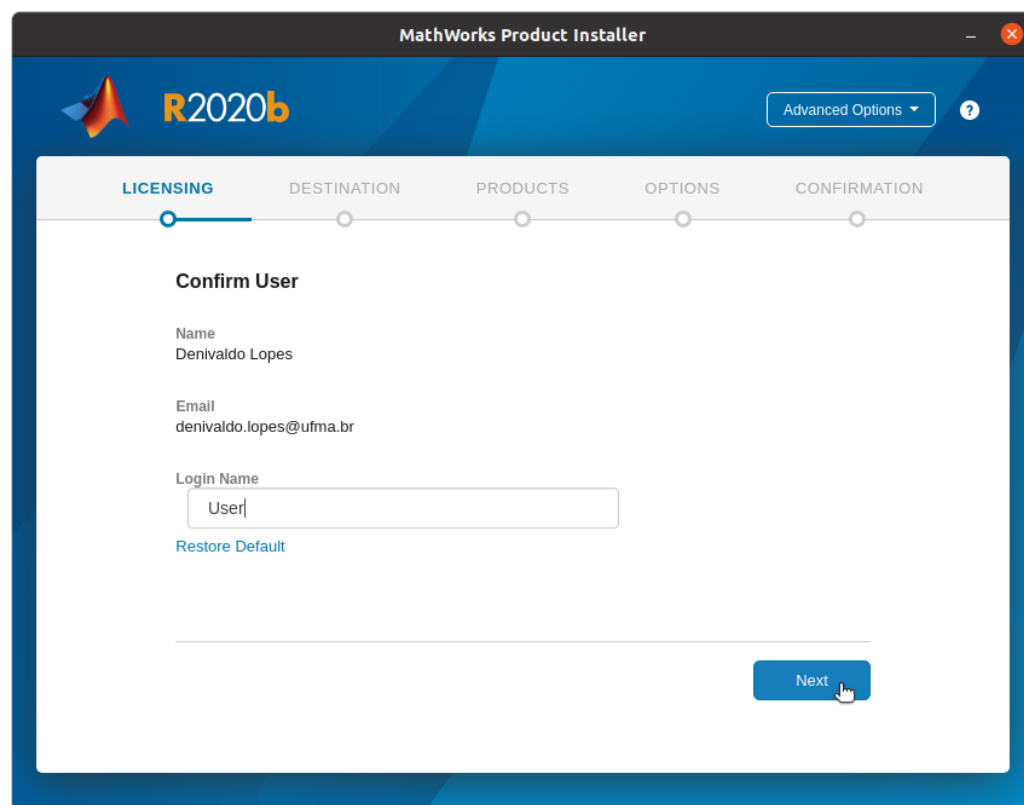 MathWorks Product Installer
R2020b
Advanced Options
?
LICENSING DESTINATION PRODUCTS OPTIONS CONFIRMATION
Confirm User
Name
Denivaldo Lopes
Email
denivaldo.lopes@ufma.br
Login Name
User
Restore Default
Next